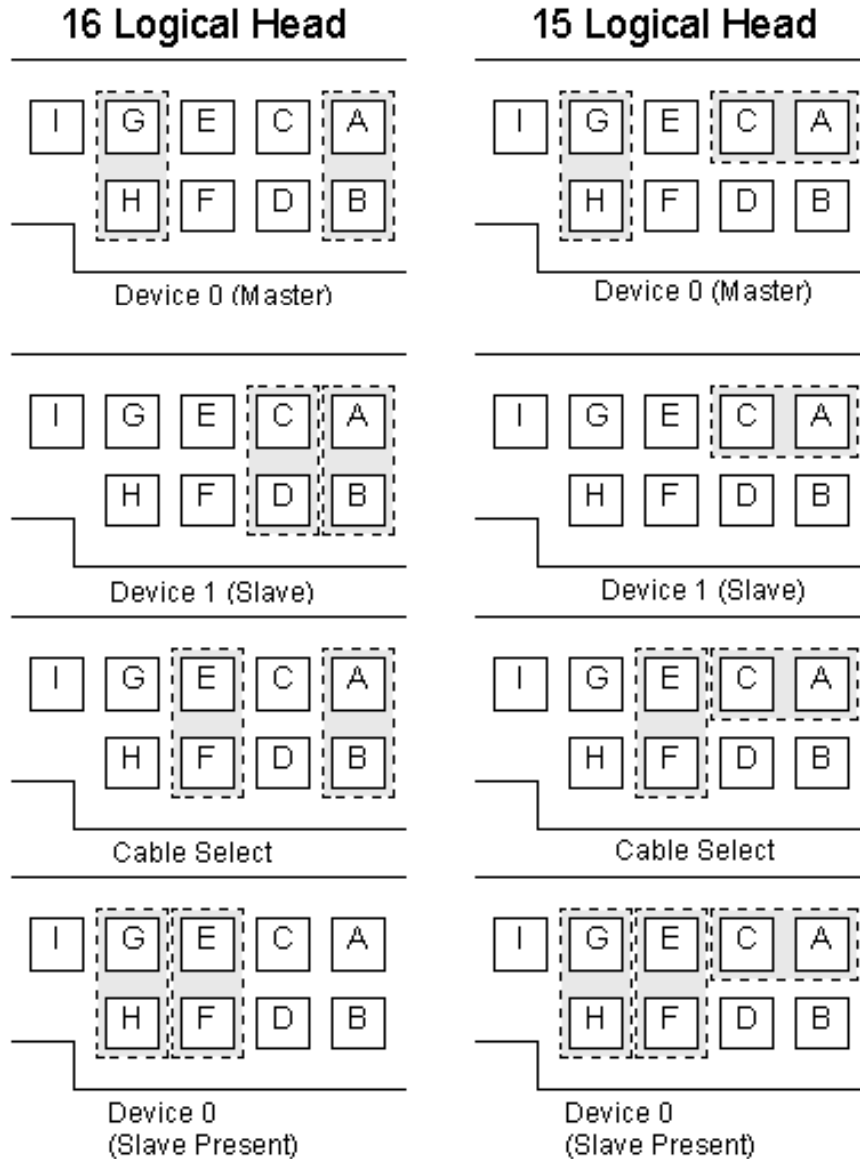 16 Logical Head
15 Logical Head
I G E C A
H F D B
Device 0 (Master)
I G E C A
H F D B
Device 0 (Master)
I G E C A
H F D B
Device 1 (Slave)
I G E C A
H F D B
Device 1 (Slave)
I G E C A
H F D B
Cable Select
I G E C A
H F D B
Cable Select
I G E C A
H F D B
Device 0
(Slave Present)
I G E C A
H F D B
Device 0
(Slave Present)